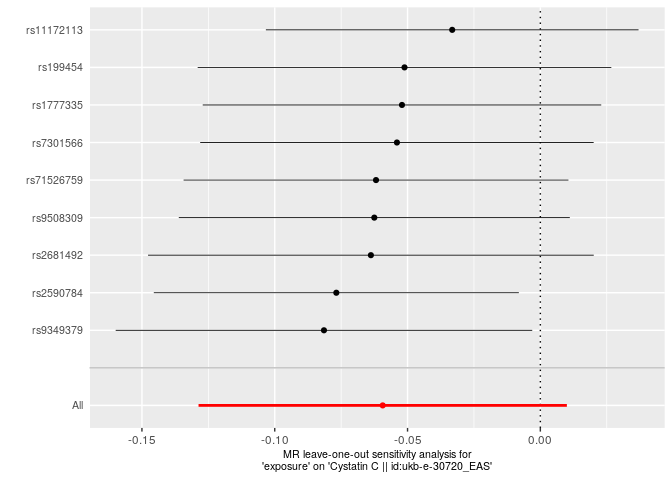 rs11172113
rs199454
rs1777335
rs7301566
rs71526759
rs9508309
rs2681492
rs2590784
rs9349379
All
-0.15 -0.10 -0.05 0.00
MR leave-one-out sensitivity analysis for
'exposure' on 'Cystatin C || id:ukb-e-30720_EAS'